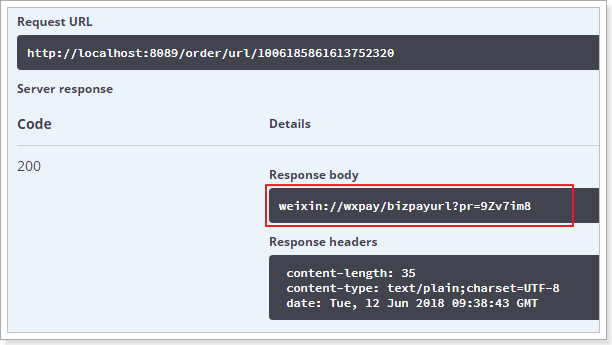 Request URL
http://localhost:8089/order/url/1006185861613752320
Server response
Code Details
200
Response body
weixin://wxpay/bizpayurl?pr=9Zv7im8
Response headers
content-length: 35
content-type: text/plain;charset=UTF-8
date: Tue, 12 Jun 2018 09:38:43 GMT